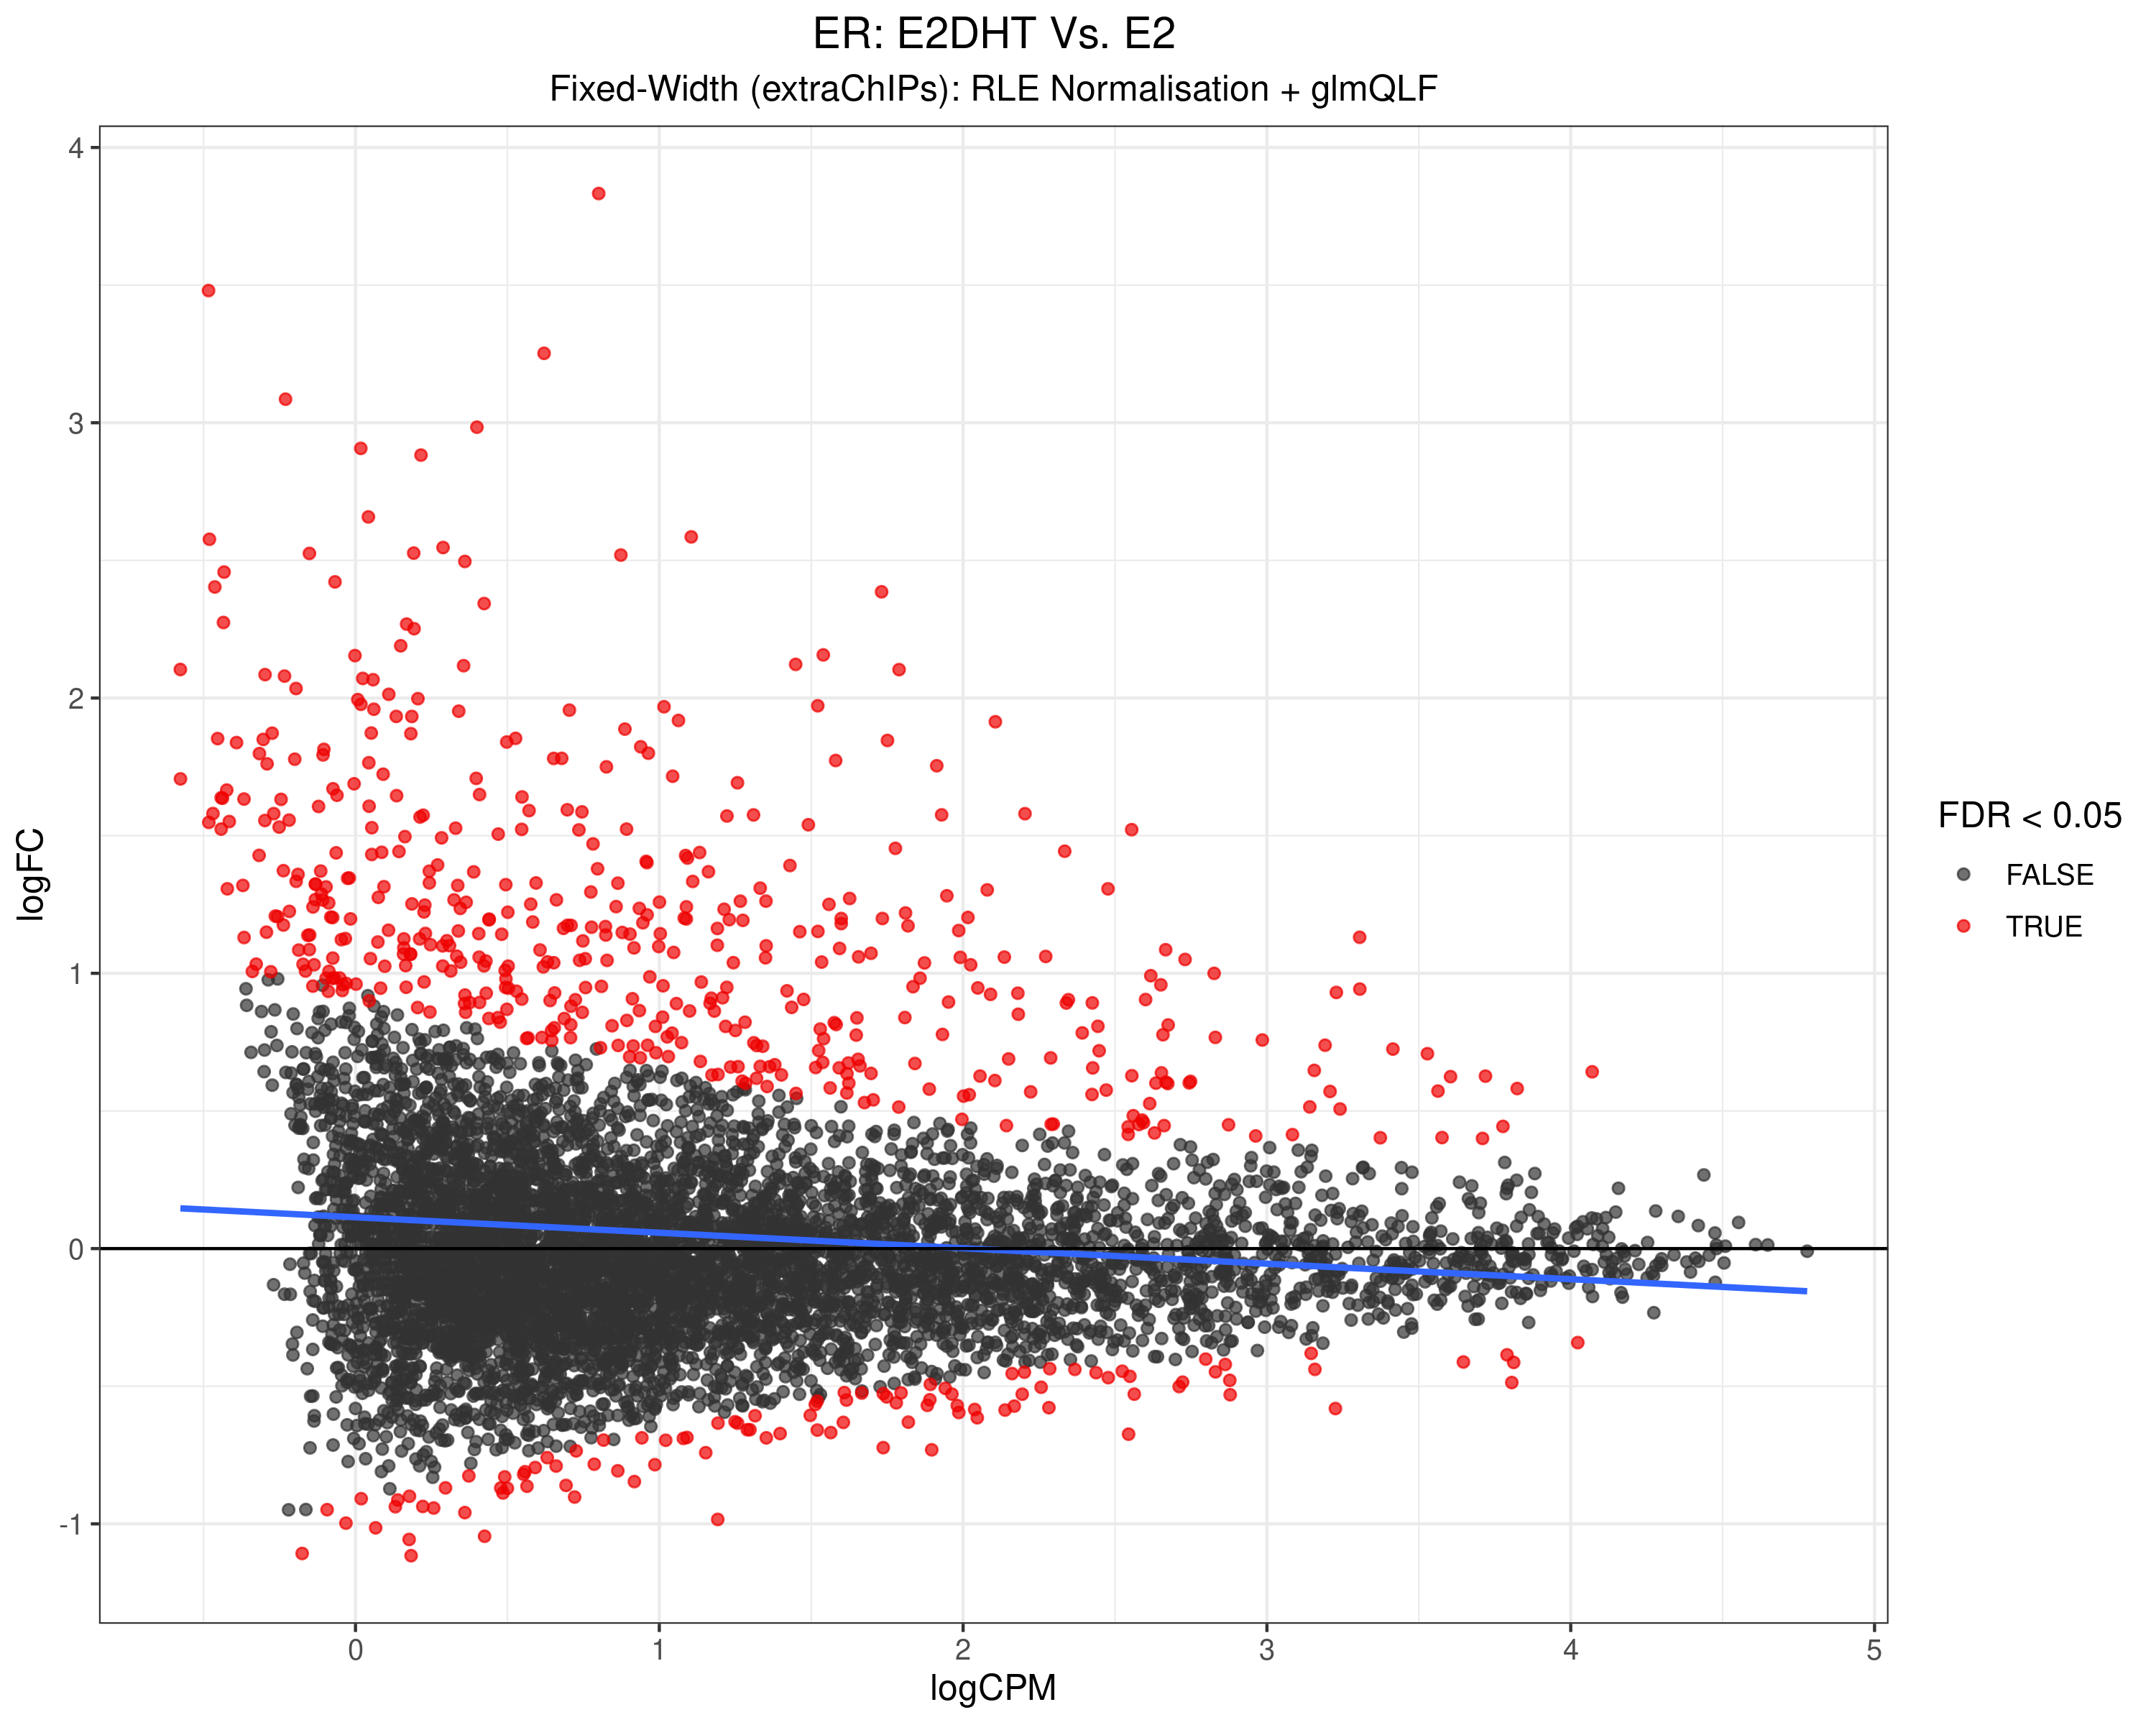 ER: E2DHT Vs. E2
Fixed-Width (extraChIPs): RLE Normalisation + glmQLF
4
3
2
1
0
-1
logFC
0
1
2
3
4
5
logCPM
FDR < 0.05
FALSE
TRUE